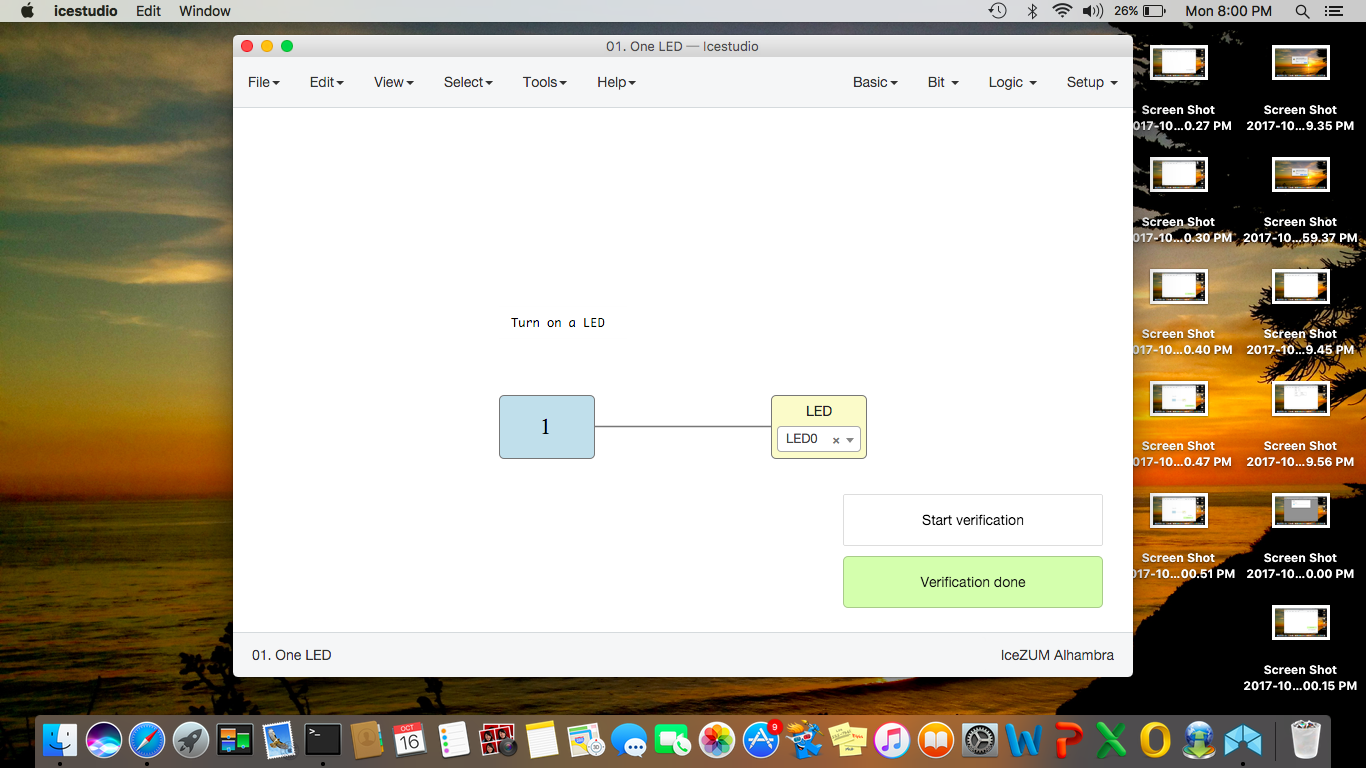 icestudio Edit Window 26% Mon 8:00 PM
01. One LED — Icestudio
File Edit View Select Tools Help Basic Bit Logic Setup
Turn on a LED
1
LED
LED0
Start verification
Verification done
01. One LED IceZUM Alhambra
Screen Shot
017-10...0.27 PM
Screen Shot
2017-10...9.35 PM
Screen Shot
017-10...0.30 PM
Screen Shot
2017-10...59.37 PM
Screen Shot
017-10...0.40 PM
Screen Shot
2017-10...9.45 PM
Screen Shot
017-10...0.47 PM
Screen Shot
2017-10...9.56 PM
Screen Shot
017-10...00.51 PM
Screen Shot
2017-10...0.00 PM
Screen Shot
2017-10...00.15 PM
OCT
16
9